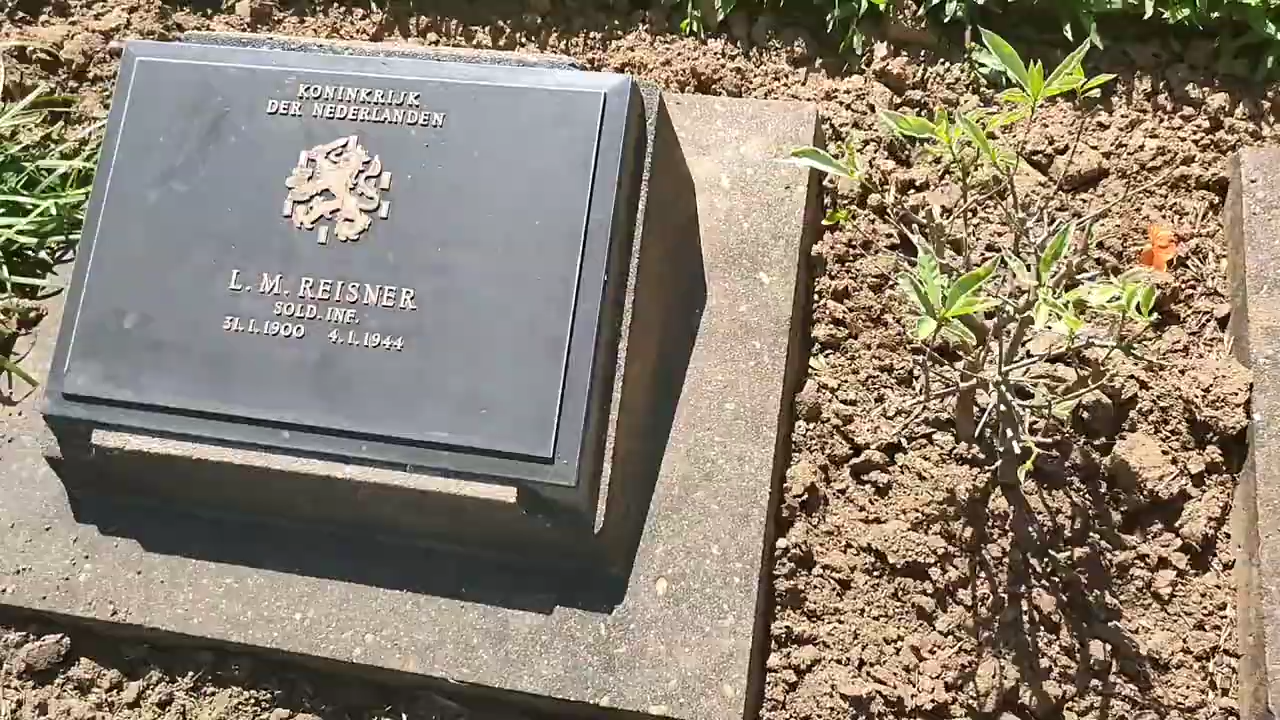 KONINKRIJK
DER NEDERLANDEN
L. M. REISNER
SOLD. INF.
31. 1. 1900 4. 1. 1944